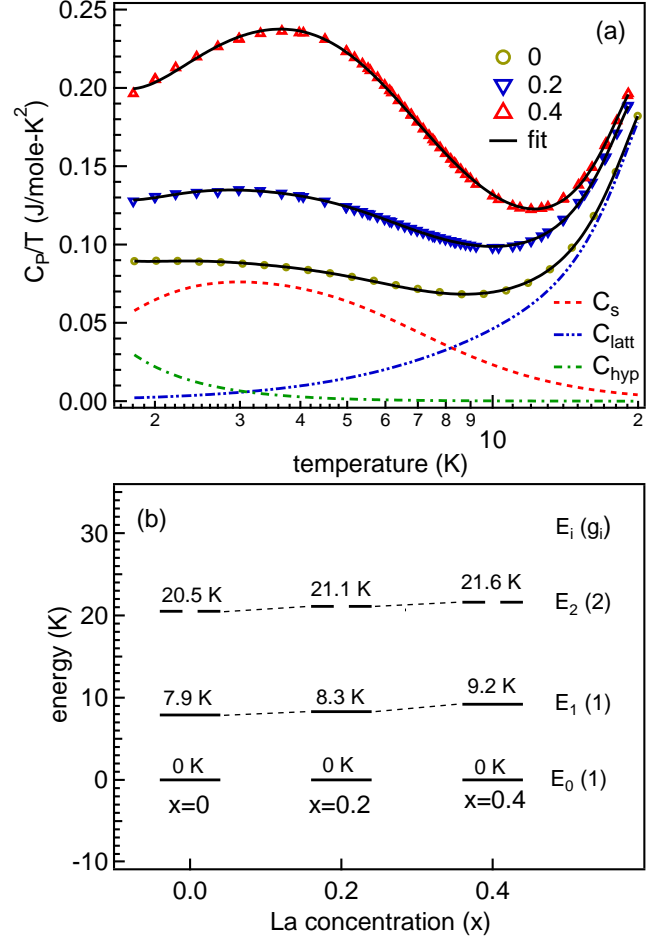 (a)
0.25
0.20
0.15
0.10
0.05
0.00
C_P/T (J/mole-K²)
0
0.2
0.4
fit
C_s
C_latt
C_hyp
2 3 4 5 6 7 8 9 10 2
temperature (K)
(b)
30
20
10
0
-10
energy (K)
E_i (g_i)
20.5 K 21.1 K 21.6 K E_2 (2)
7.9 K 8.3 K 9.2 K E_1 (1)
0 K 0 K 0 K E_0 (1)
x=0 x=0.2 x=0.4
0.0 0.2 0.4
La concentration (x)